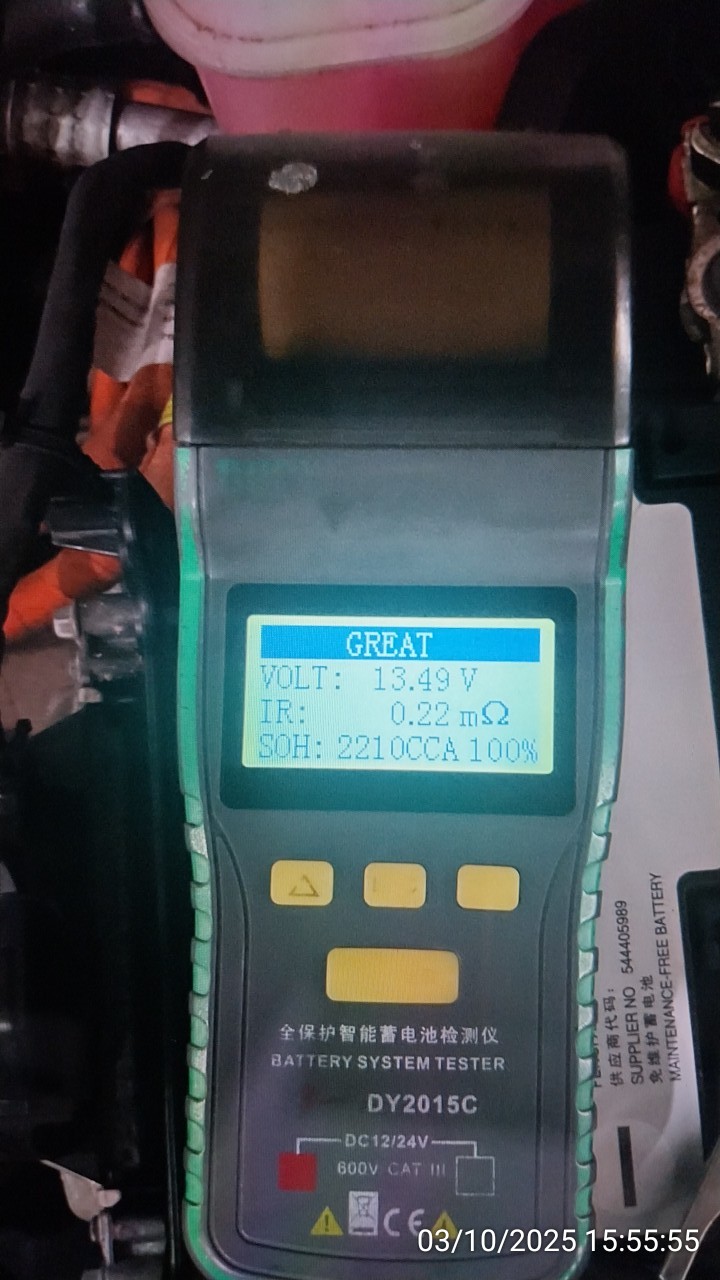 GREAT
VOLT: 13.49 V
IR: 0.22 mΩ
SOH: 2210CCA 100%
全保护智能蓄电池检测仪
BATTERY SYSTEM TESTER
DY2015C
DC12/24V
600V CAT III
CE
供应商代码：
SUPPLIER NO 544405989
免维护蓄电池
MAINTENANCE-FREE BATTERY
03/10/2025 15:55:55